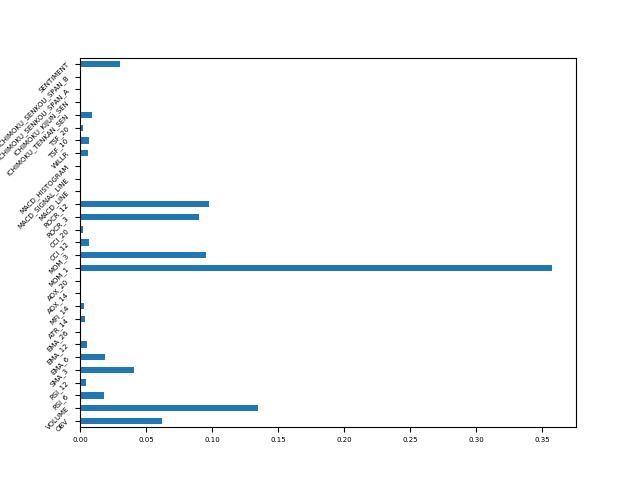 SENTIMENT
ICHIMOKU_SENKOU_SPAN_B
ICHIMOKU_SENKOU_SPAN_A
ICHIMOKU_KIJUN_SEN
ICHIMOKU_TENKAN_SEN
TSF_20
TSF_10
WILLR
MACD_HISTOGRAM
MACD_SIGNAL_LINE
MACD_LINE
ROCR_12
ROCR_3
CCI_20
CCI_12
MOM_3
MOM_1
ADX_20
ADX_14
MFI_14
ATR_14
EMA_26
EMA_12
EMA_6
SMA_3
RSI_12
RSI_6
VOLUME
OBV
0.00 0.05 0.10 0.15 0.20 0.25 0.30 0.35